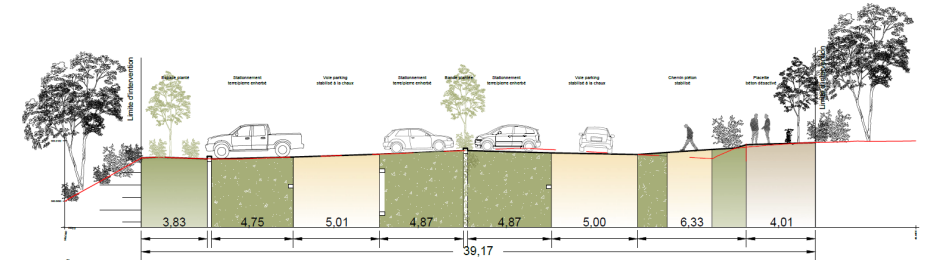 Limite d'intervention
Espace planté
Stationnement
terre/pierre enherbé
Voie parking
stabilisé à la chaux
Stationnement
terre/pierre enherbé
Bande plantée
Stationnement
terre/pierre enherbé
Voie parking
stabilisé à la chaux
Chemin piéton
stabilisé
Placette
béton désactivé
3,83
4,75
5,01
4,87
4,87
5,00
6,33
4,01
39,17